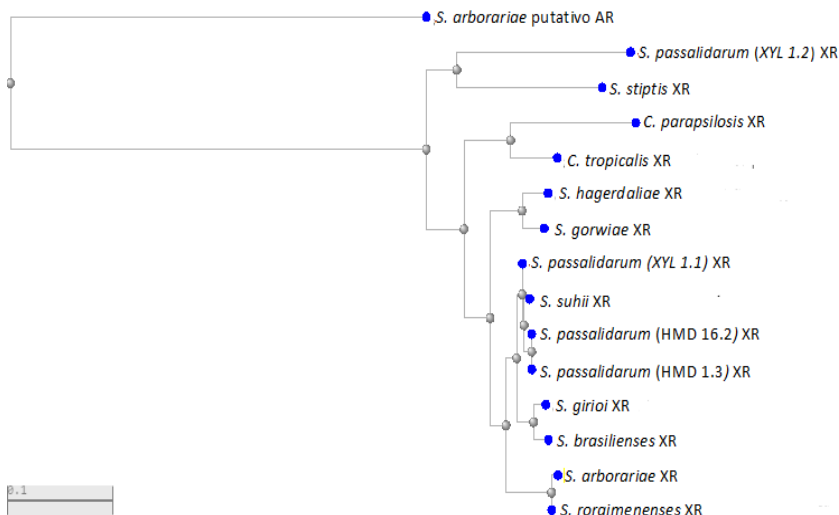 S. arborariae putativo AR
S. passalidarum (XYL 1.2) XR
S. stiptis XR
C. parapsilosis XR
C. tropicalis XR
S. hagerdaliae XR
S. gorwiae XR
S. passalidarum (XYL 1.1) XR
S. suhii XR
S. passalidarum (HMD 16.2) XR
S. passalidarum (HMD 1.3) XR
S. girioi XR
S. brasilienses XR
S. arborariae XR
S. roraimenenses XR
0.1